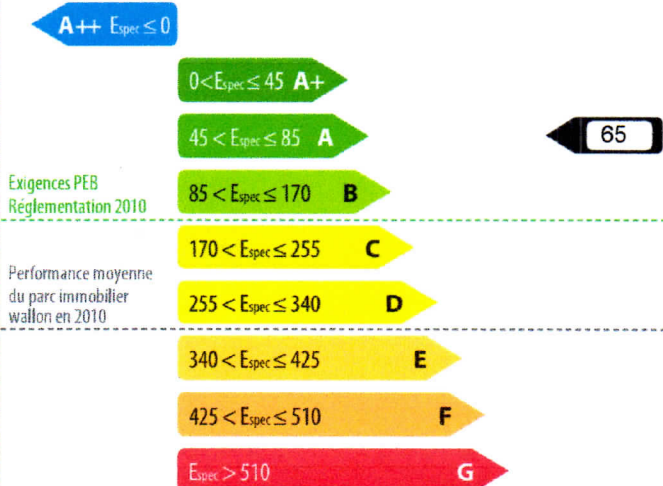 A++ Espec ≤ 0
0<Espec≤ 45 A+
45 < Espec ≤ 85 A
65
Exigences PEB
Réglementation 2010
85 < Espec ≤ 170 B
170 < Espec ≤ 255 C
Performance moyenne
du parc immobilier
wallon en 2010
255 < Espec ≤ 340 D
340 < Espec ≤ 425 E
425 < Espec ≤ 510 F
Espec > 510 G